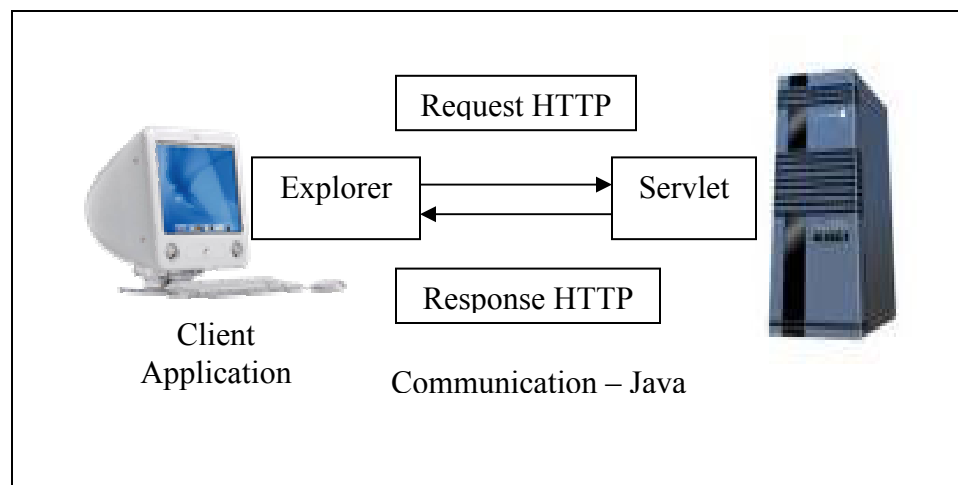 Request HTTP
Explorer
Servlet
Response HTTP
Client
Application
Communication – Java